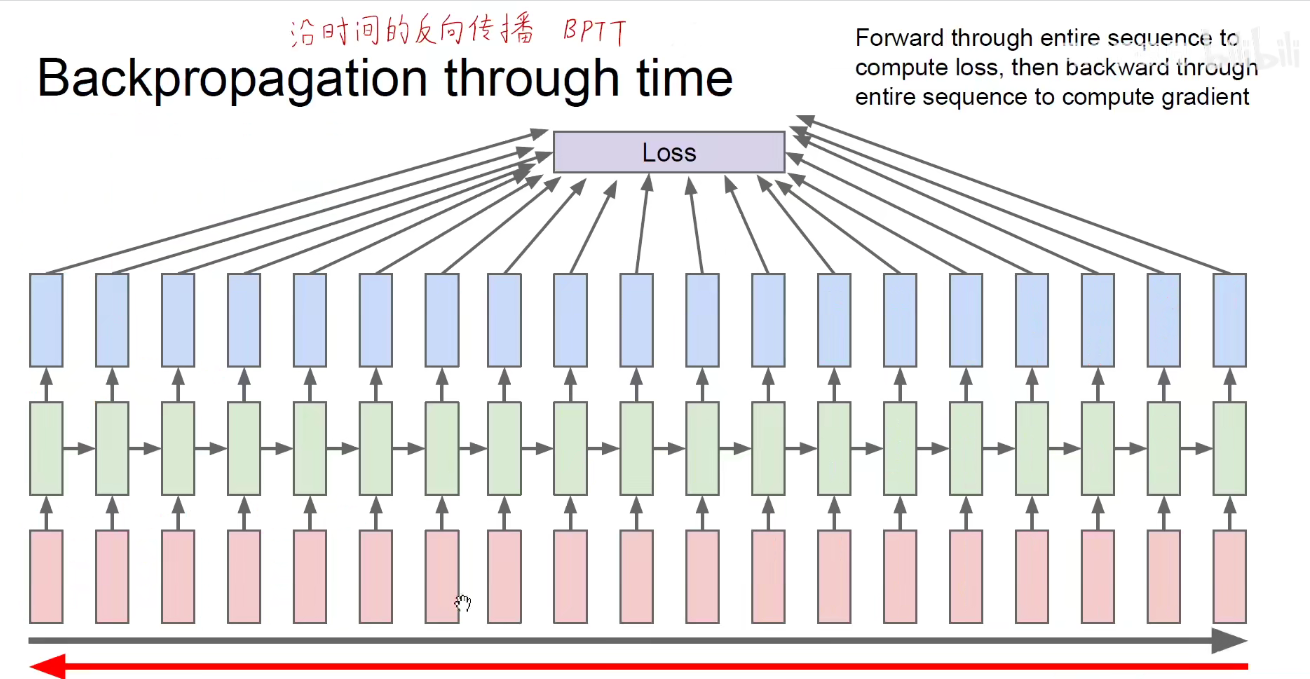 沿时间的反向传播 BPTT
Backpropagation through time
Forward through entire sequence to
compute loss, then backward through
entire sequence to compute gradient
bilibili
Loss